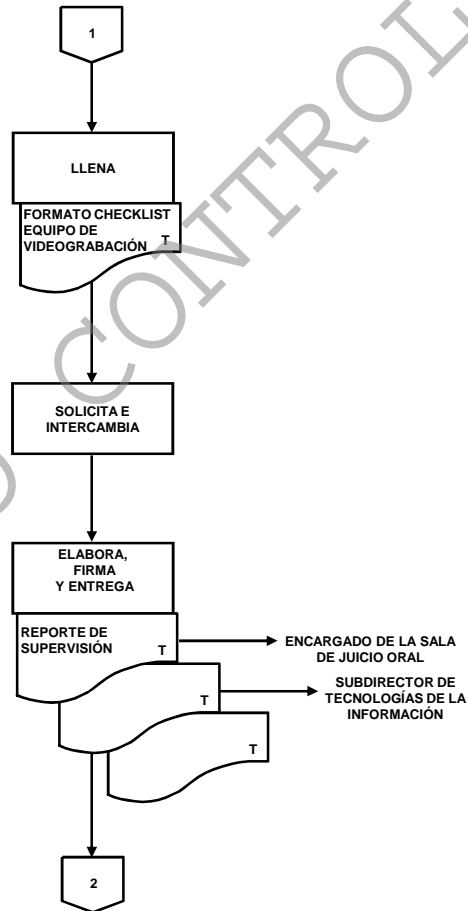 1
LLENA
FORMATO CHECKLIST
EQUIPO DE
VIDEOGRABACIÓN T
SOLICITA E
INTERCAMBIA
ELABORA,
FIRMA
Y ENTREGA
REPORTE DE
SUPERVISIÓN T
ENCARGADO DE LA SALA
DE JUICIO ORAL
T
SUBDIRECTOR DE
TECNOLOGÍAS DE LA
INFORMACIÓN
T
2
CONTROL